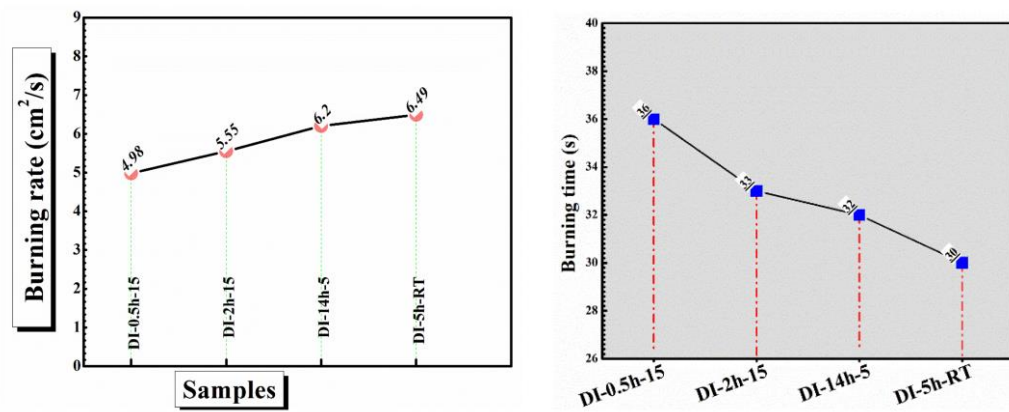 Burning rate (cm²/s)
9
8
7
6
5
4
3
2
1
0
4.98
5.55
6.2
6.49
DI-0.5h-15
DI-2h-15
DI-14h-5
DI-5h-RT
Samples
Burning time (s)
40
38
36
34
32
30
28
26
36
33
32
30
DI-0.5h-15
DI-2h-15
DI-14h-5
DI-5h-RT